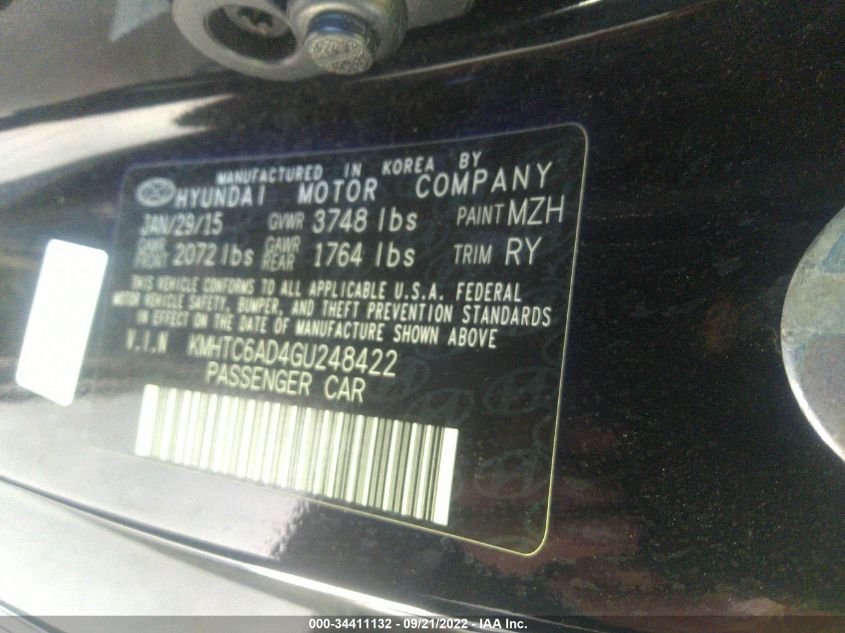 MANUFACTURED IN KOREA BY
HYUNDAI MOTOR COMPANY
JAN/29/15 GVWR 3748 lbs PAINT MZH
GAWR FRONT 2072 lbs GAWR REAR 1764 lbs TRIM RY
THIS VEHICLE CONFORMS TO ALL APPLICABLE U.S.A. FEDERAL
MOTOR VEHICLE SAFETY, BUMPER, AND THEFT PREVENTION STANDARDS
IN EFFECT ON THE DATE OF MANUFACTURE SHOWN ABOVE
V.I.N KMHTC6AD4GU248422
PASSENGER CAR
000-34411132 - 09/21/2022 - IAA Inc.